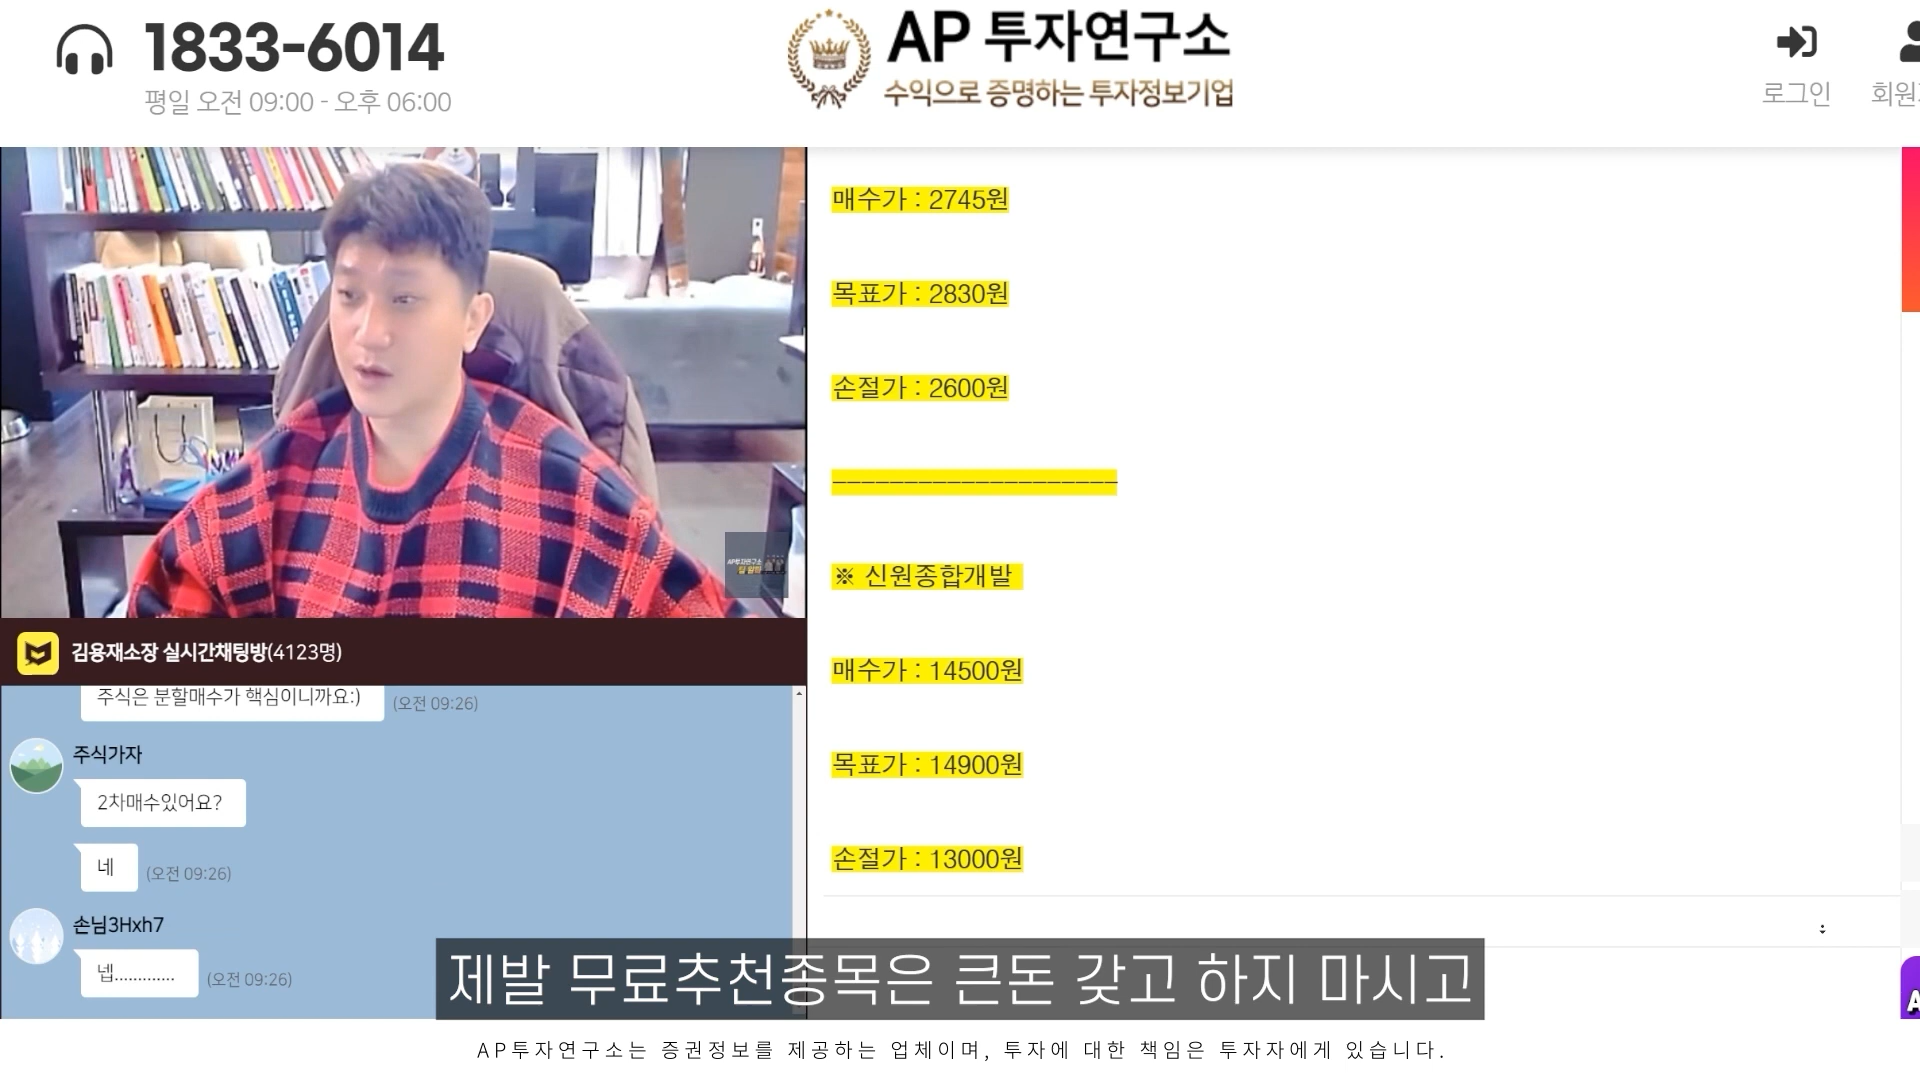 1833-6014
평일 오전 09:00 - 오후 06:00
AP 투자연구소
수익으로 증명하는 투자정보기업
로그인
회원
매수가 : 2745원
목표가 : 2830원
손절가 : 2600원
--------------------
※ 신원종합개발
매수가 : 14500원
목표가 : 14900원
손절가 : 13000원
AP투자연구소
김용재소장 실시간채팅방(4123명)
주식은 분할매수가 핵심이니까요:) (오전 09:26)
주식가자
2차매수있어요?
네 (오전 09:26)
손님3Hxh7
넵............. (오전 09:26)
제발 무료추천종목은 큰돈 갖고 하지 마시고
AP투자연구소는 증권정보를 제공하는 업체이며, 투자에 대한 책임은 투자자에게 있습니다.